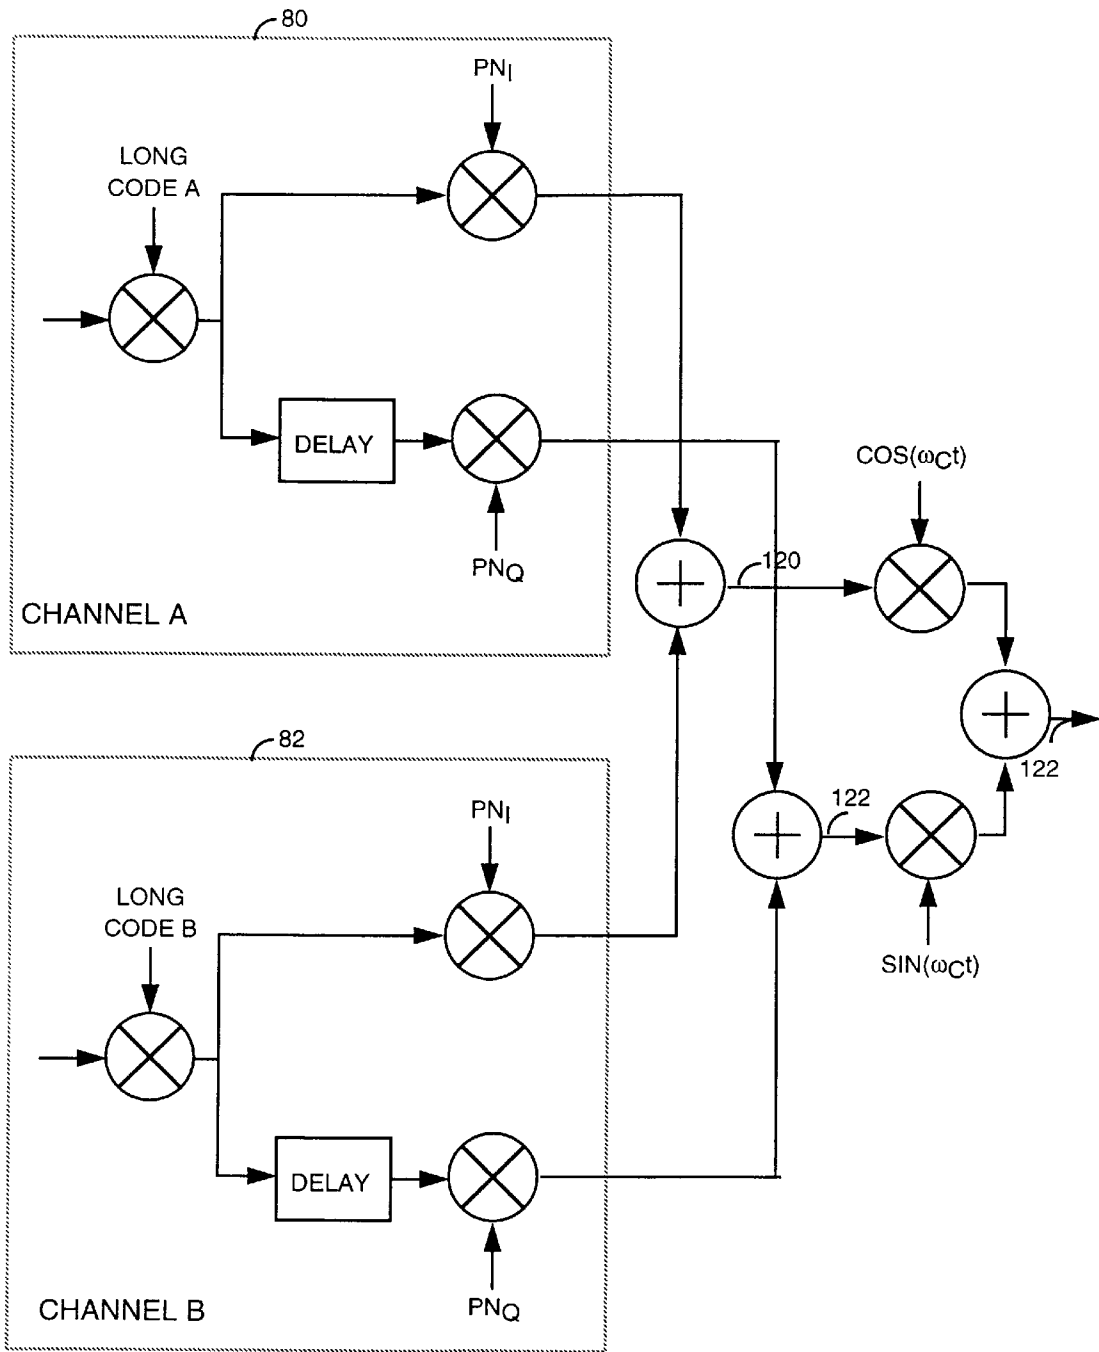 80
PNI
LONG
CODE A
DELAY
PNQ
CHANNEL A
COS(ωCt)
120
122
122
SIN(ωCt)
82
PNI
LONG
CODE B
DELAY
PNQ
CHANNEL B